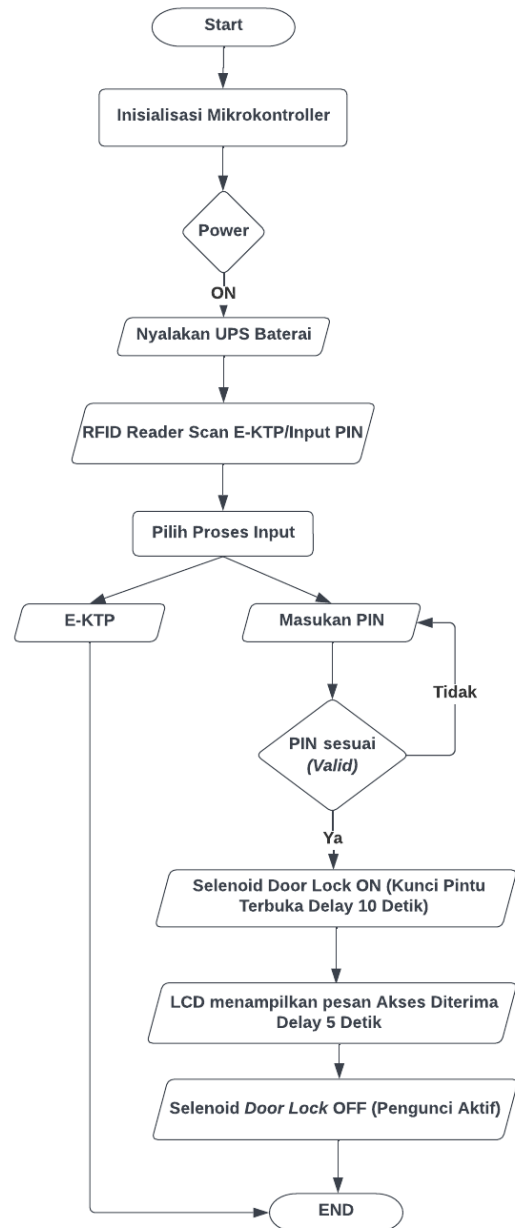 Start
Inisialisasi Mikrokontroller
Power
ON
Nyalakan UPS Baterai
RFID Reader Scan E-KTP/Input PIN
Pilih Proses Input
E-KTP
Masukan PIN
Tidak
PIN sesuai
(Valid)
Ya
Selenoid Door Lock ON (Kunci Pintu
Terbuka Delay 10 Detik)
LCD menampilkan pesan Akses Diterima
Delay 5 Detik
Selenoid Door Lock OFF (Pengunci Aktif)
END